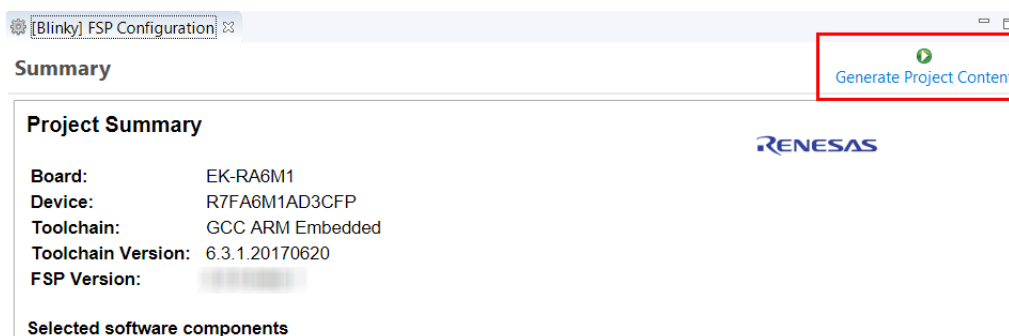 [Blinky] FSP Configuration
Summary
Generate Project Content
Project Summary
RENESAS
Board: EK-RA6M1
Device: R7FA6M1AD3CFP
Toolchain: GCC ARM Embedded
Toolchain Version: 6.3.1.20170620
FSP Version:
Selected software components